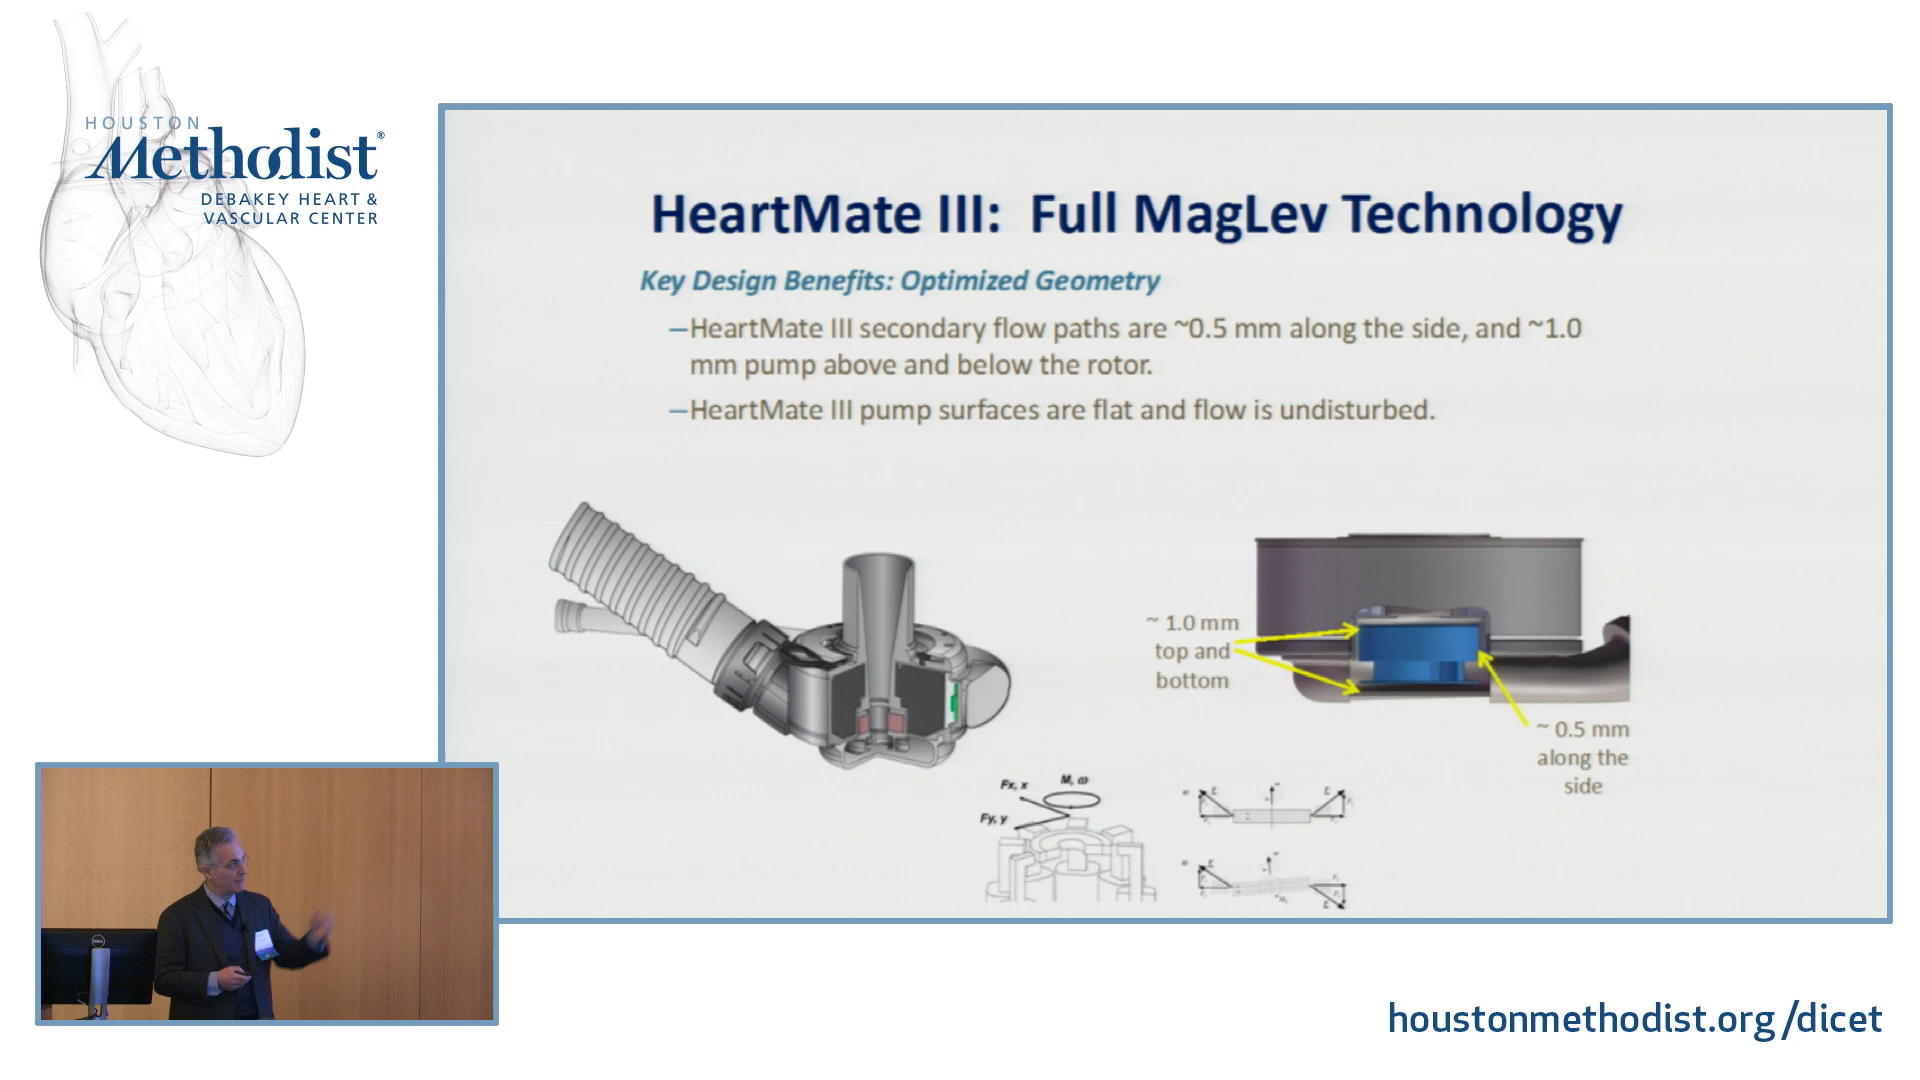 HOUSTON
Methodist®
DEBAKEY HEART &
VASCULAR CENTER
HeartMate III: Full MagLev Technology
Key Design Benefits: Optimized Geometry
–HeartMate III secondary flow paths are ~0.5 mm along the side, and ~1.0
mm pump above and below the rotor.
–HeartMate III pump surfaces are flat and flow is undisturbed.
~ 1.0 mm
top and
bottom
~ 0.5 mm
along the
side
M, ω
Fx, x
Fy, y
DELL
houstonmethodist.org/dicet